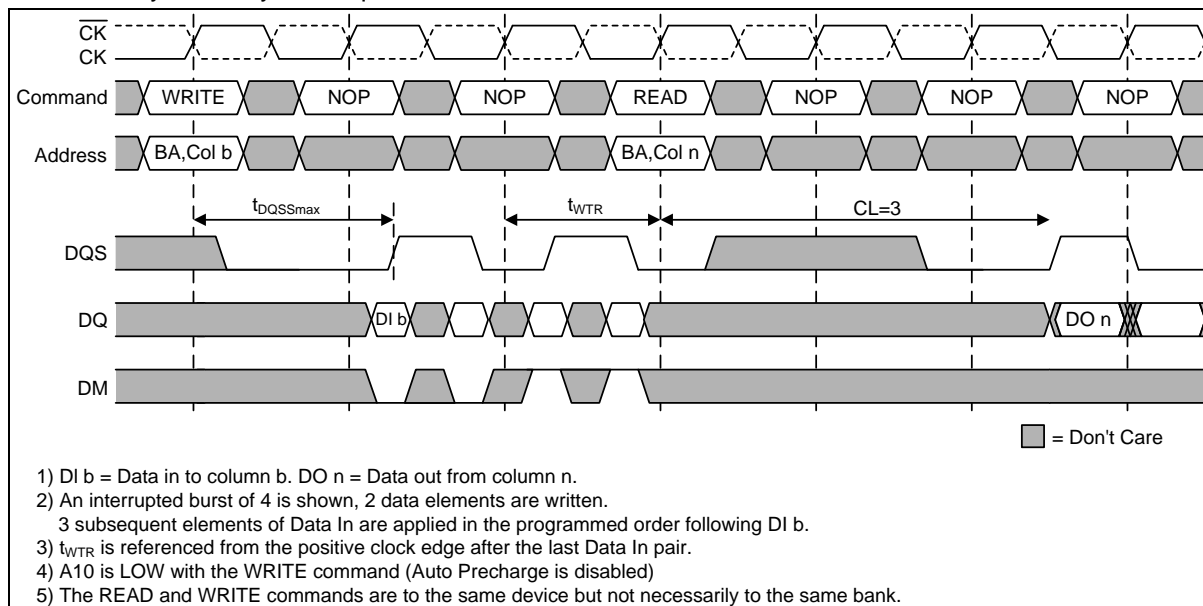 C̅K̅
CK
Command WRITE NOP NOP READ NOP NOP NOP
Address BA,Col b BA,Col n
tDQSSmax tWTR CL=3
DQS
DQ DI b DO n
DM
= Don't Care
1) DI b = Data in to column b. DO n = Data out from column n.
2) An interrupted burst of 4 is shown, 2 data elements are written.
3 subsequent elements of Data In are applied in the programmed order following DI b.
3) tWTR is referenced from the positive clock edge after the last Data In pair.
4) A10 is LOW with the WRITE command (Auto Precharge is disabled)
5) The READ and WRITE commands are to the same device but not necessarily to the same bank.